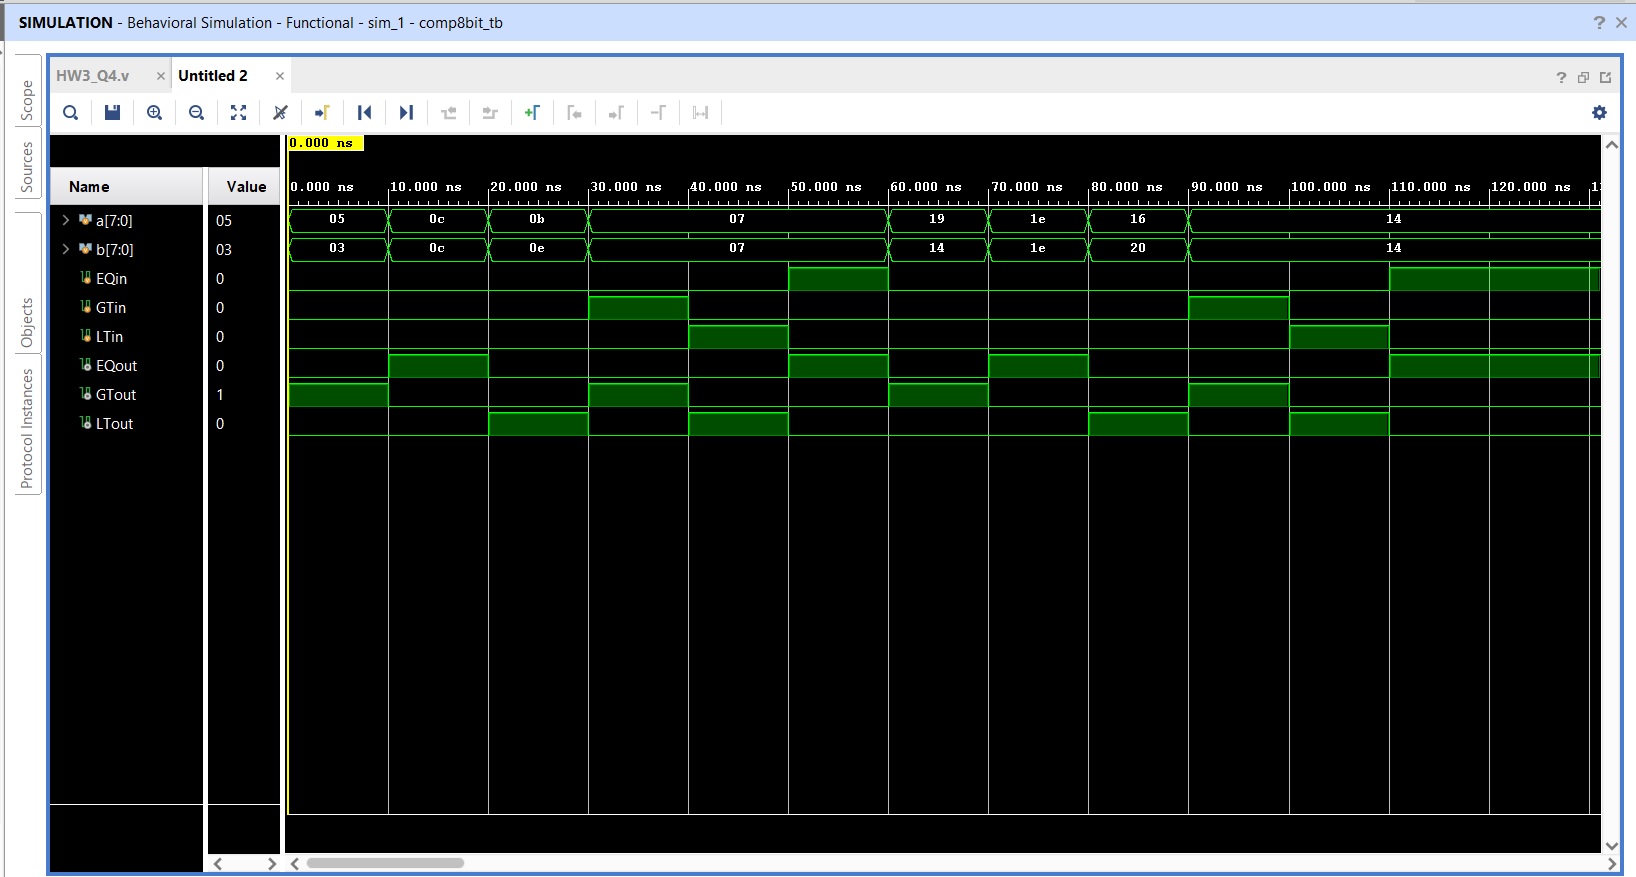 SIMULATION - Behavioral Simulation - Functional - sim_1 - comp8bit_tb
Scope
Sources
Objects
Protocol Instances
HW3_Q4.v
Untitled 2
0.000 ns
Name Value
0.000 ns 10.000 ns 20.000 ns 30.000 ns 40.000 ns 50.000 ns 60.000 ns 70.000 ns 80.000 ns 90.000 ns 100.000 ns 110.000 ns 120.000 ns
a[7:0] 05 05 0c 0b 07 19 1e 16 14
b[7:0] 03 03 0c 0e 07 14 1e 20 14
EQin 0
GTin 0
LTin 0
EQout 0
GTout 1
LTout 0